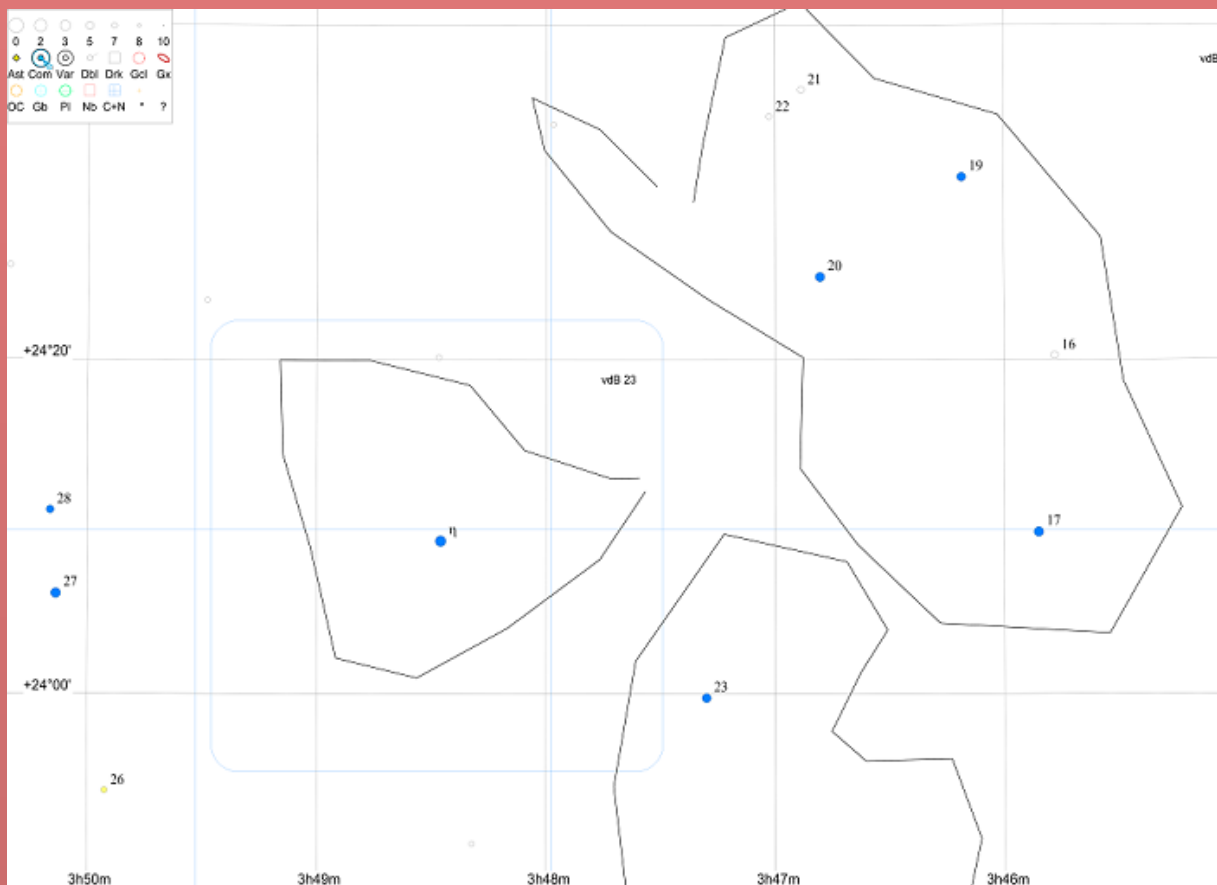 0 2 3 5 7 8 10
Ast Com Var Dbl Drk Gcl Gx
OC Gb Pl Nb C+N * ?
vdB
21
22
19
20
16
+24°20'
vdB 23
28
η
17
27
+24°00'
23
26
3h50m 3h49m 3h48m 3h47m 3h46m